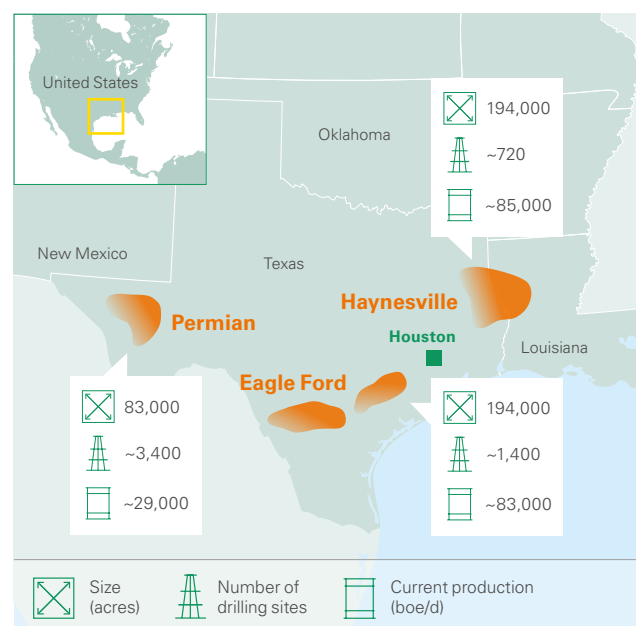 United States
Oklahoma
194,000
~720
~85,000
New Mexico
Texas
Haynesville
Permian
Houston
Louisiana
Eagle Ford
83,000
~3,400
~29,000
194,000
~1,400
~83,000
Size
(acres)
Number of
drilling sites
Current production
(boe/d)